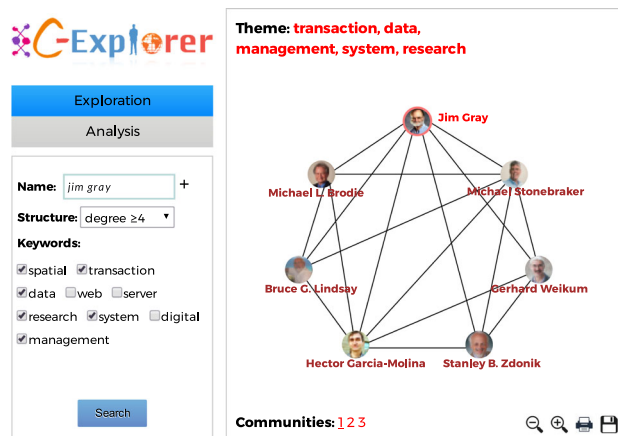 C-Explorer
Exploration
Analysis
Name: jim gray +
Structure: degree ≥4
Keywords:
spatial transaction
data web server
research system digital
management
Search
Theme: transaction, data,
management, system, research
Jim Gray
Michael L. Brodie
Michael Stonebraker
Bruce G. Lindsay
Gerhard Weikum
Hector Garcia-Molina
Stanley B. Zdonik
Communities: 1 2 3